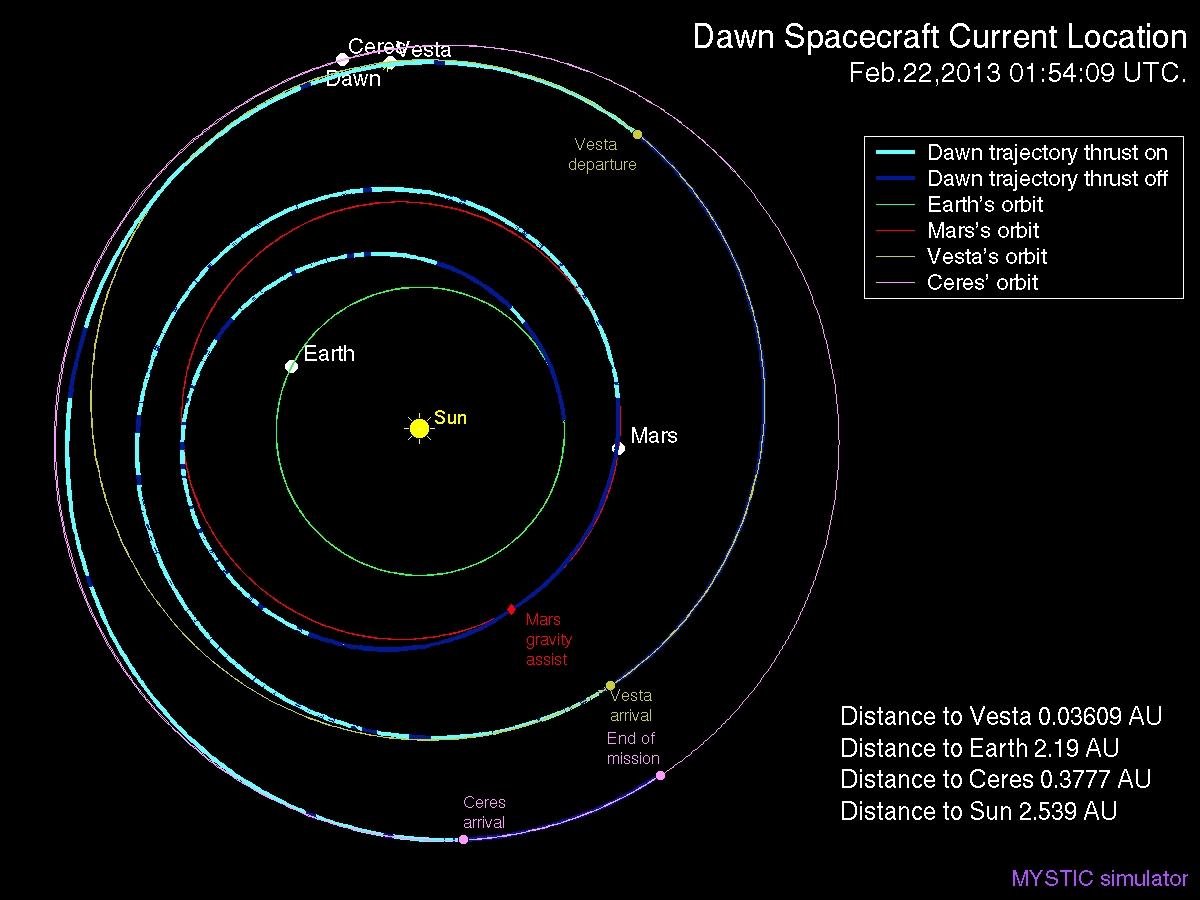 Dawn Spacecraft Current Location
Feb.22,2013 01:54:09 UTC.
Ceres
Vesta
Dawn
Vesta
departure
Dawn trajectory thrust on
Dawn trajectory thrust off
Earth's orbit
Mars's orbit
Vesta's orbit
Ceres' orbit
Earth
Sun
Mars
Mars
gravity
assist
Vesta
arrival
End of
mission
Ceres
arrival
Distance to Vesta 0.03609 AU
Distance to Earth 2.19 AU
Distance to Ceres 0.3777 AU
Distance to Sun 2.539 AU
MYSTIC simulator